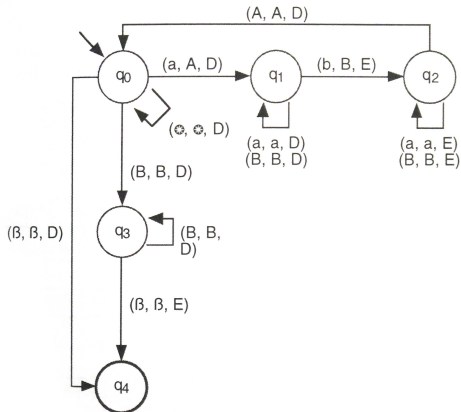 (A, A, D)
q0
(a, A, D)
q1
(b, B, E)
q2
(✪, ✪, D)
(a, a, D)
(B, B, D)
(a, a, E)
(B, B, E)
(B, B, D)
(ß, ß, D)
q3
(B, B,
D)
(ß, ß, E)
q4